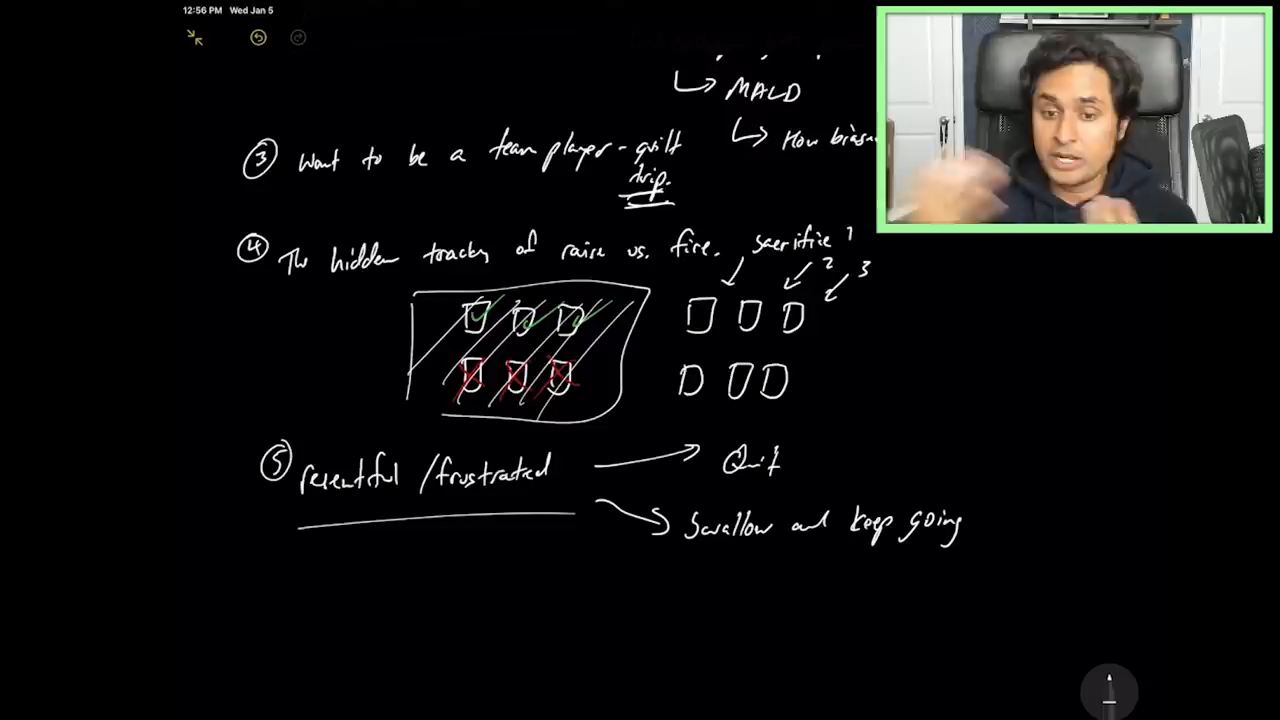 12:56 PM Wed Jan 5
↳ MALD
↳ How
③ Want to be a team player - guilt
trip.
④ The hidden tracks of raise vs. fire. sacrifice 1
2
3
⑤ resentful / frustrated → Quit
→ Swallow and keep going